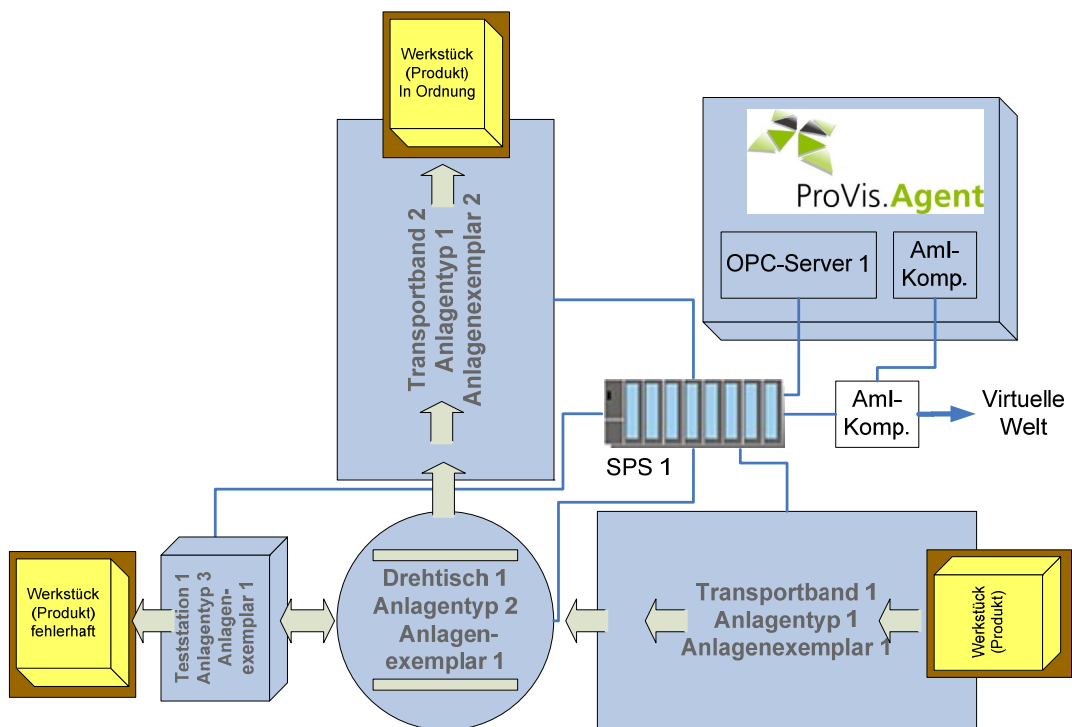 Werkstück
(Produkt)
In Ordnung
ProVis.Agent
OPC-Server 1
AmI-
Komp.
Transportband 2
Anlagentyp 1
Anlagenexemplar 2
SPS 1
AmI-
Komp.
Virtuelle
Welt
Werkstück
(Produkt)
fehlerhaft
Teststation 1
Anlagentyp 3
Anlagen-
exemplar 1
Drehtisch 1
Anlagentyp 2
Anlagen-
exemplar 1
Transportband 1
Anlagentyp 1
Anlagenexemplar 1
Werkstück
(Produkt)